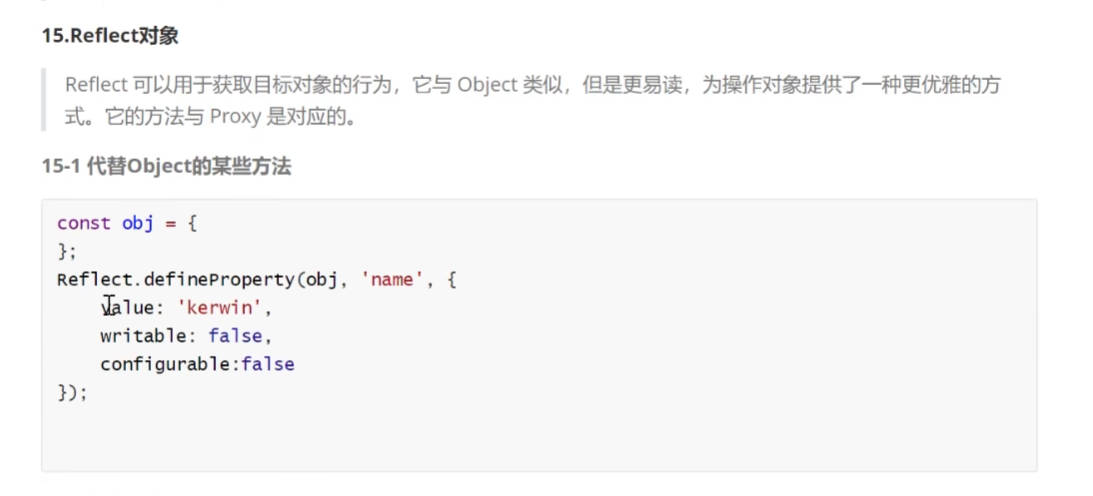 15.Reflect对象
Reflect 可以用于获取目标对象的行为，它与 Object 类似，但是更易读，为操作对象提供了一种更优雅的方
式。它的方法与 Proxy 是对应的。
15-1 代替Object的某些方法
const obj = {
};
Reflect.defineProperty(obj, 'name', {
    value: 'kerwin',
    writable: false,
    configurable:false
});